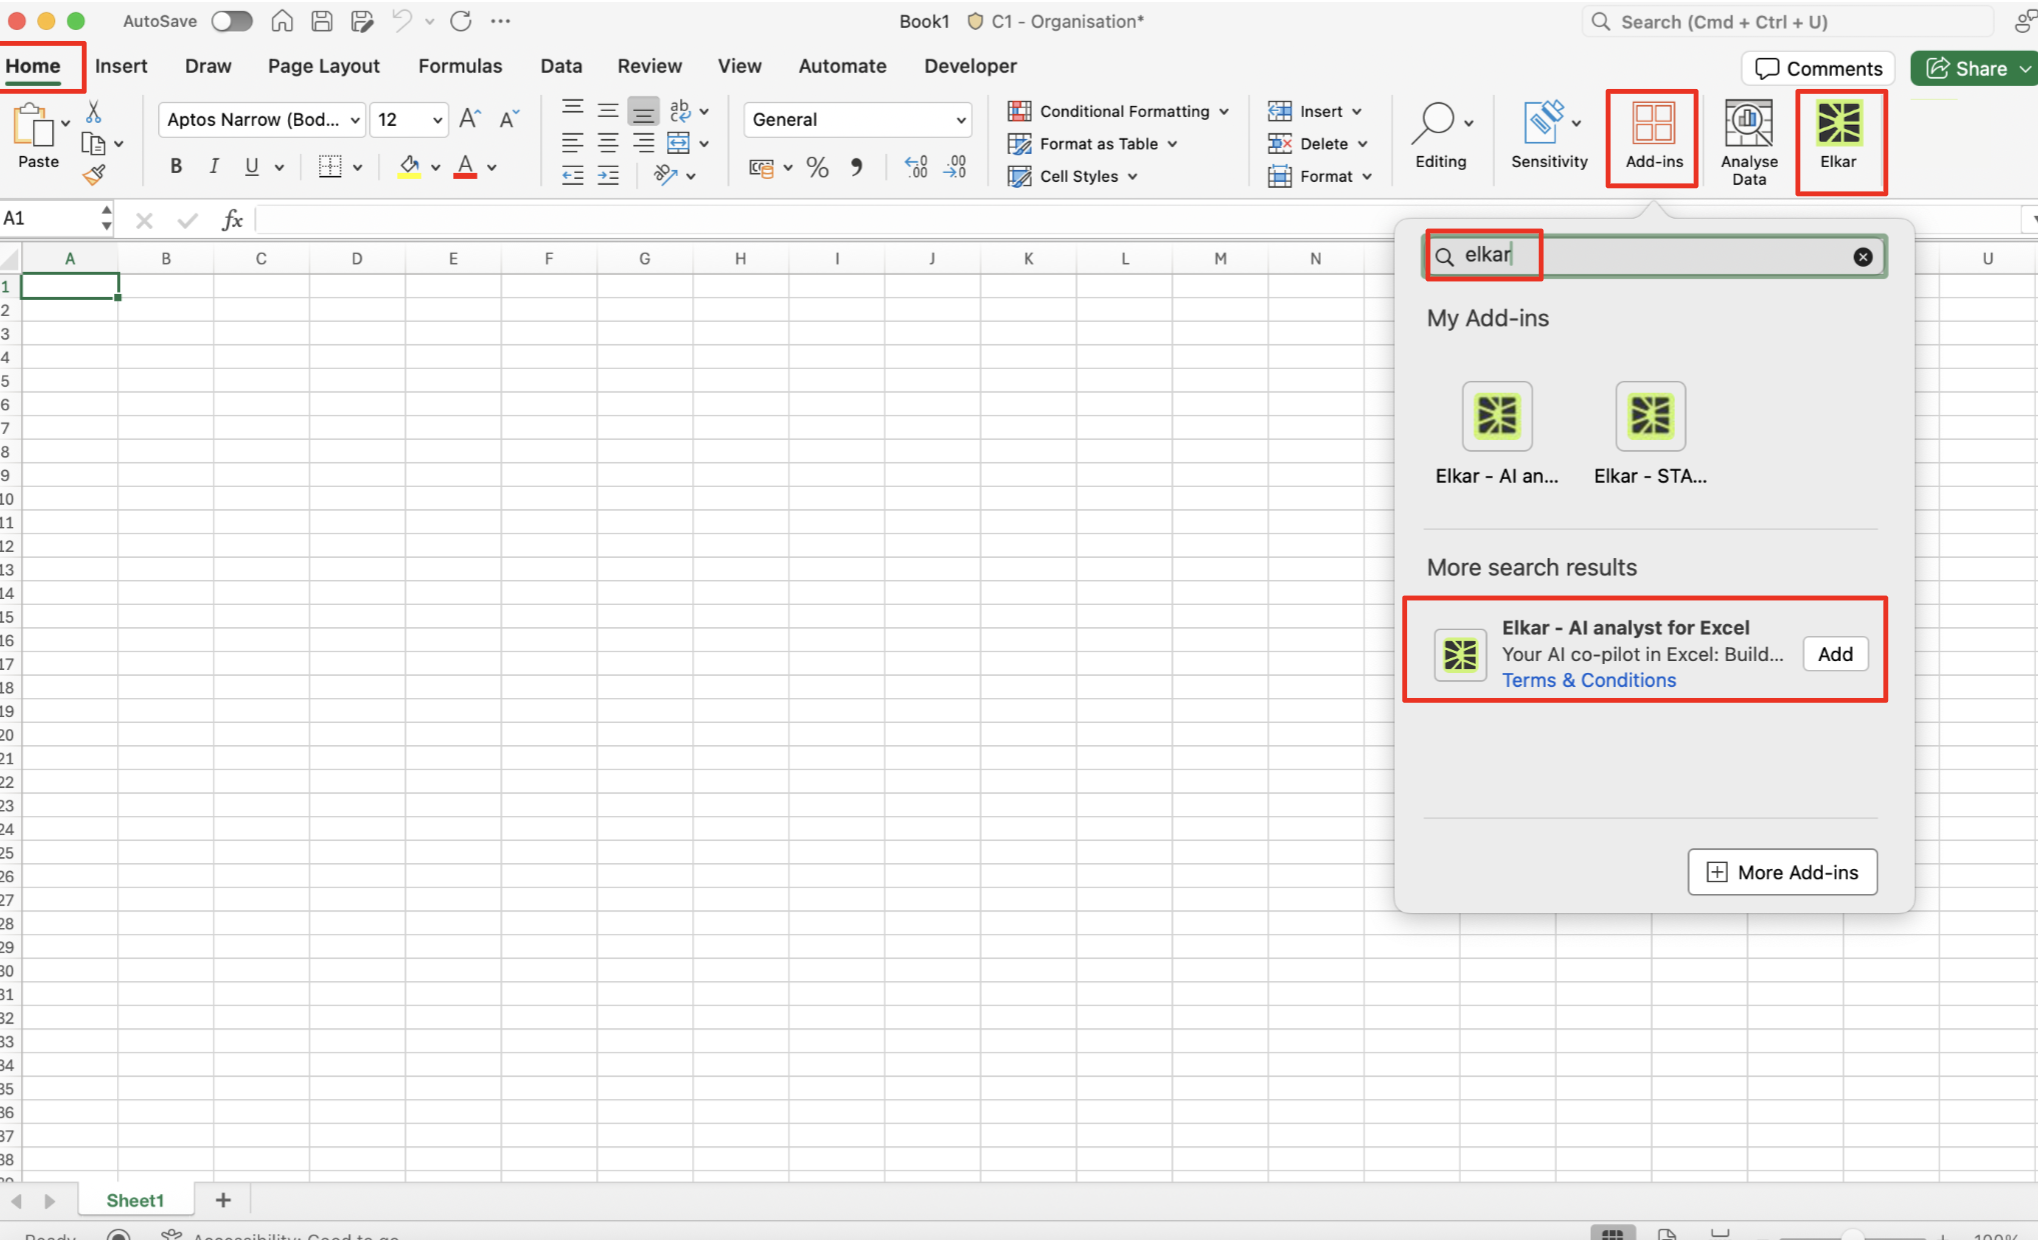 AutoSave
Book1 C1 - Organisation*
Search (Cmd + Ctrl + U)
Home Insert Draw Page Layout Formulas Data Review View Automate Developer
Comments Share
Paste
Aptos Narrow (Bod... 12
B I U
ab
General
%
Conditional Formatting
Format as Table
Cell Styles
Insert
Delete
Format
Editing
Sensitivity
Add-ins
Analyse
Data
Elkar
A1 fx
A B C D E F G H I J K L M N U
1
2
3
4
5
6
7
8
9
10
11
12
13
14
15
16
17
18
19
20
21
22
23
24
25
26
27
28
29
30
31
32
33
34
35
36
37
38
elkar
My Add-ins
Elkar - AI an... Elkar - STA...
More search results
Elkar - AI analyst for Excel
Your AI co-pilot in Excel: Build...
Terms & Conditions
Add
More Add-ins
Sheet1 +
Ready Accessibility: Good to go 100%